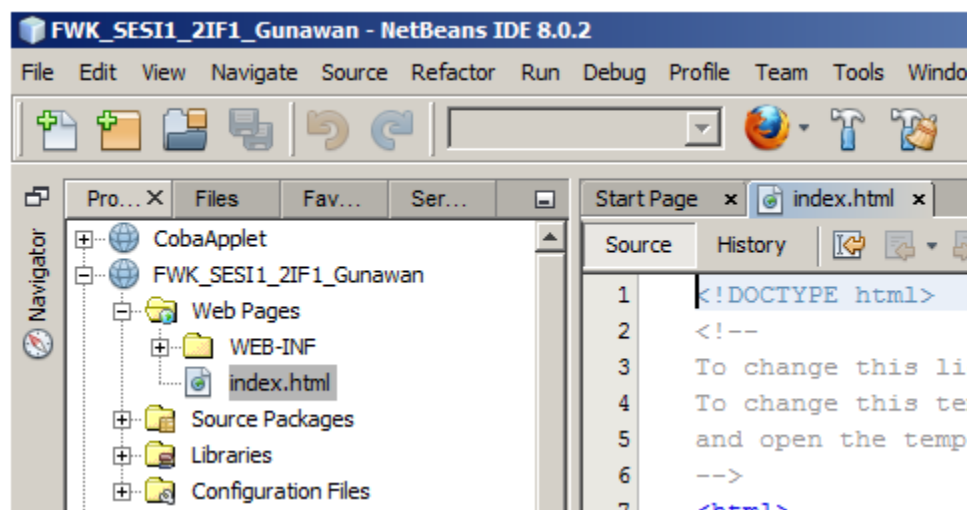 FWK_SESI1_2IF1_Gunawan - NetBeans IDE 8.0.2
File Edit View Navigate Source Refactor Run Debug Profile Team Tools Windo
Navigator
Pro... Files Fav... Ser...
CobaApplet
FWK_SESI1_2IF1_Gunawan
Web Pages
WEB-INF
index.html
Source Packages
Libraries
Configuration Files
Start Page index.html
Source History
1 <!DOCTYPE html>
2 <!--
3 To change this li
4 To change this te
5 and open the temp
6 -->
7 <html>